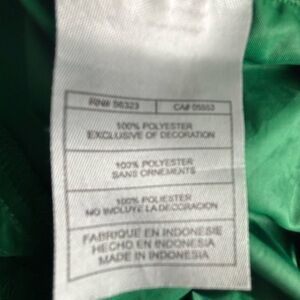 RN# 56323 CA# 05553
100% POLYESTER
EXCLUSIVE OF DECORATION
100% POLYESTER
SANS ORNEMENTS
100% POLIESTER
NO INCLUYE LA DECORACION
FABRIQUE EN INDONESIE
HECHO EN INDONESIA
MADE IN INDONESIA